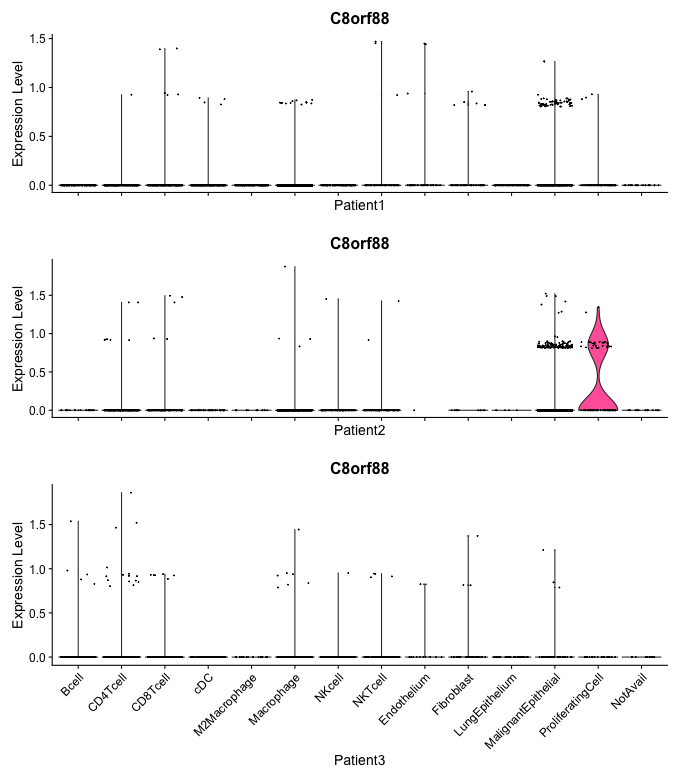 C8orf88
Expression Level
1.5
1.0
0.5
0.0
Patient1
C8orf88
Expression Level
1.5
1.0
0.5
0.0
Patient2
C8orf88
Expression Level
1.5
1.0
0.5
0.0
Bcell
CD4Tcell
CD8Tcell
cDC
M2Macrophage
Macrophage
NKcell
NKTcell
Endothelium
Fibroblast
LungEpithelium
MalignantEpithelial
ProliferatingCell
NotAvail
Patient3